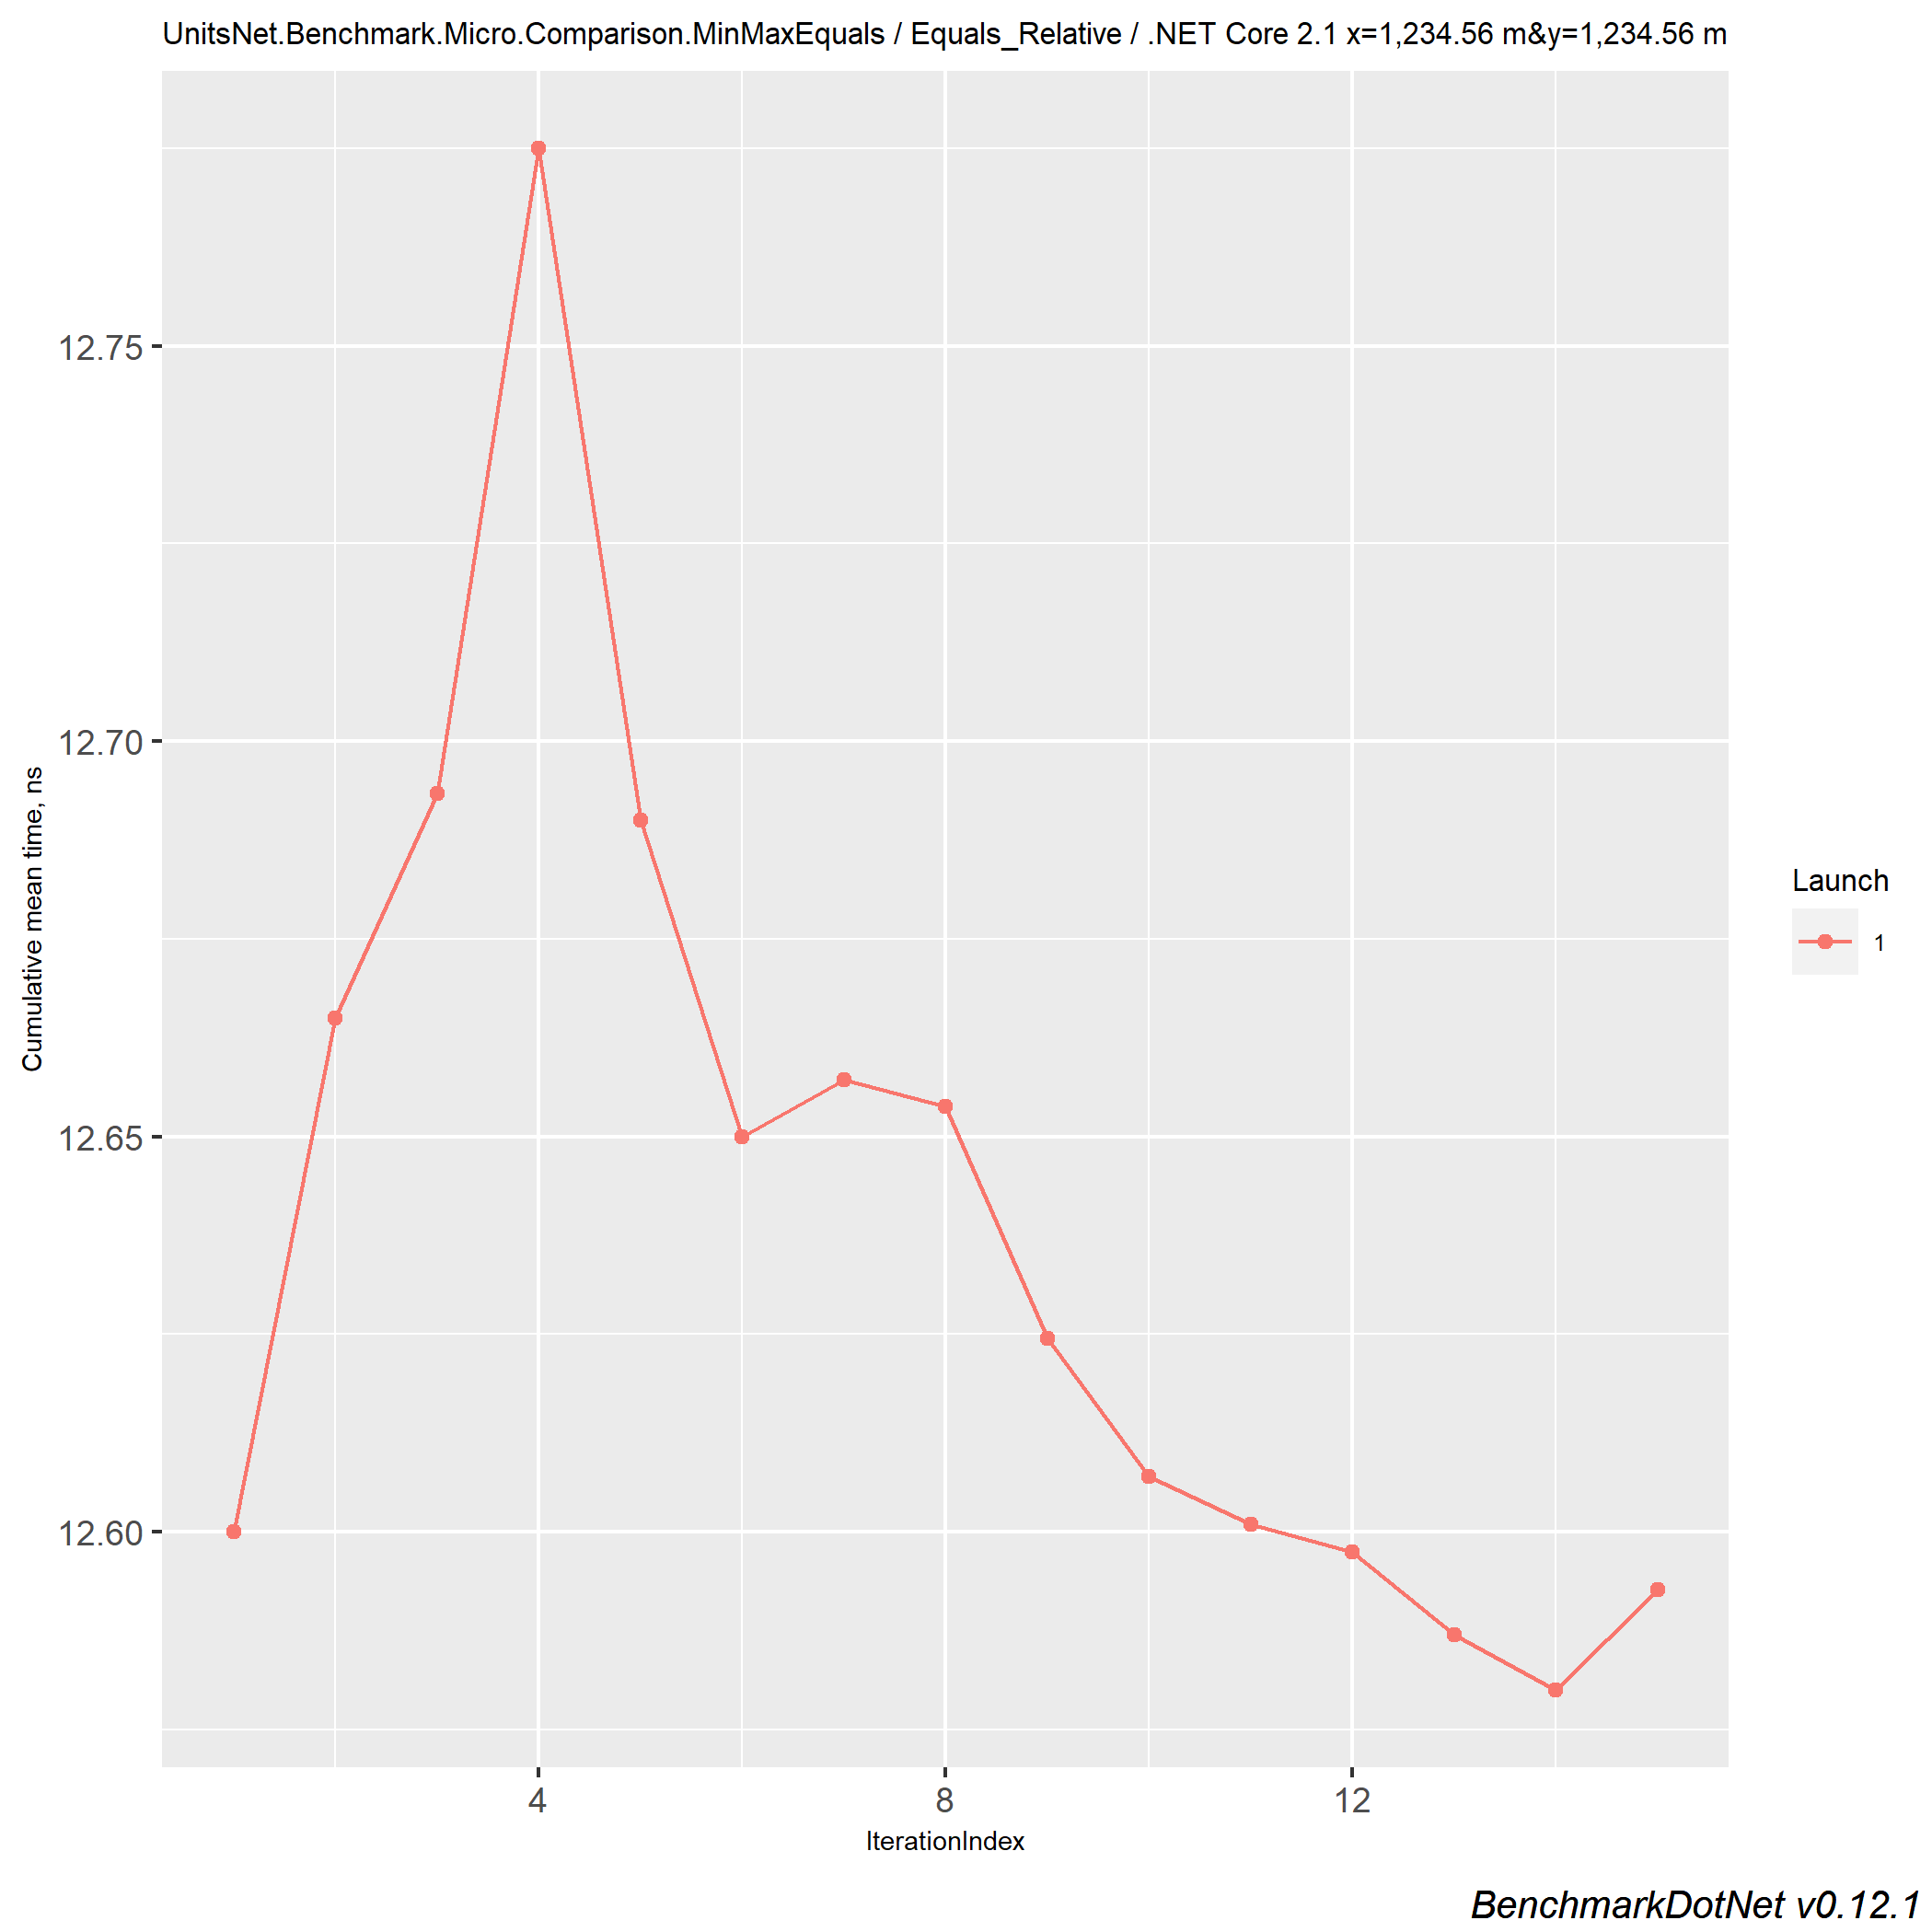 UnitsNet.Benchmark.Micro.Comparison.MinMaxEquals / Equals_Relative / .NET Core 2.1 x=1,234.56 m&y=1,234.56 m
12.75
12.70
12.65
12.60
Cumulative mean time, ns
Launch
1
4
8
12
IterationIndex
BenchmarkDotNet v0.12.1